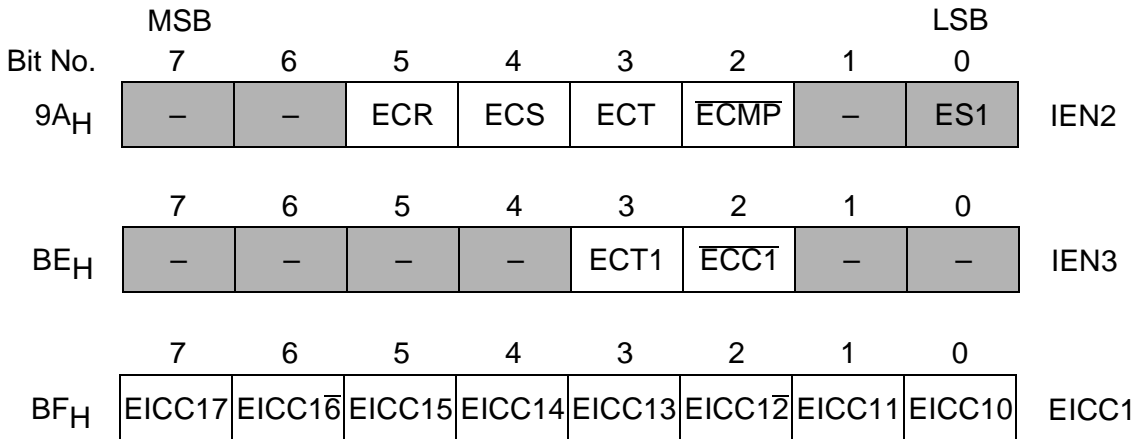 MSB LSB
Bit No. 7 6 5 4 3 2 1 0
9AH – – ECR ECS ECT ECMP – ES1 IEN2
7 6 5 4 3 2 1 0
BEH – – – – ECT1 ECC1 – – IEN3
7 6 5 4 3 2 1 0
BFH EICC17 EICC16 EICC15 EICC14 EICC13 EICC12 EICC11 EICC10 EICC1